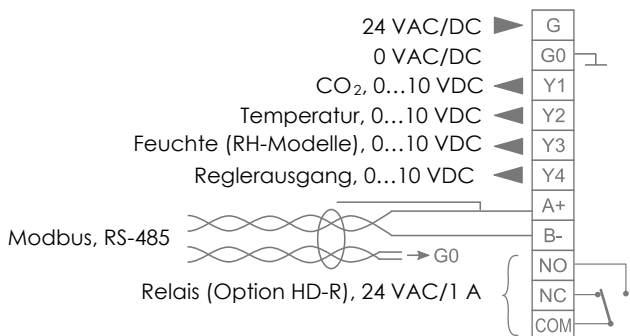 24 VAC/DC G
0 VAC/DC G0
CO₂, 0...10 VDC Y1
Temperatur, 0...10 VDC Y2
Feuchte (RH-Modelle), 0...10 VDC Y3
Reglerausgang, 0...10 VDC Y4
A+
Modbus, RS-485 B-
G0
NO
Relais (Option HD-R), 24 VAC/1 A NC
COM